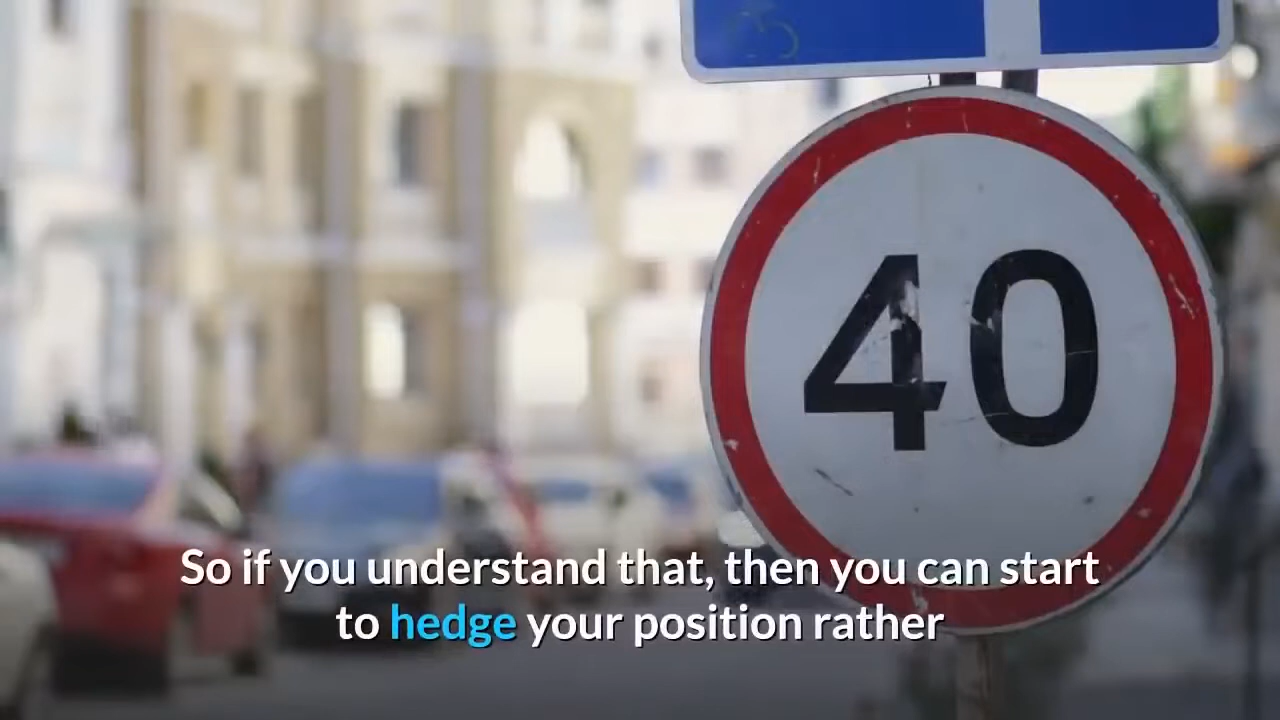 40
So if you understand that, then you can start
to hedge your position rather